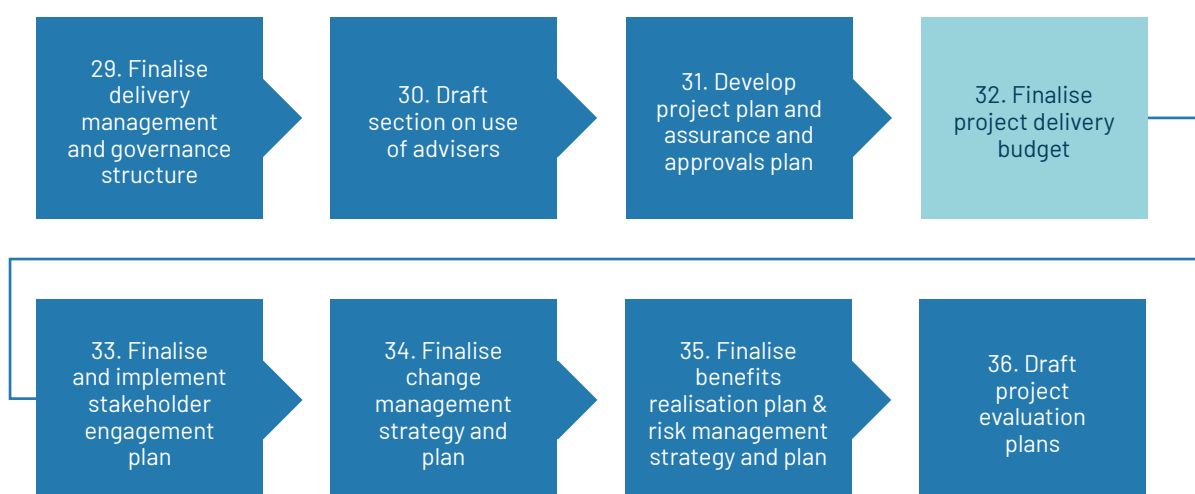 29. Finalise
delivery
management
and governance
structure
30. Draft
section on use
of advisers
31. Develop
project plan and
assurance and
approvals plan
32. Finalise
project delivery
budget
33. Finalise
and implement
stakeholder
engagement
plan
34. Finalise
change
management
strategy and
plan
35. Finalise
benefits
realisation plan &
risk management
strategy and plan
36. Draft
project
evaluation
plans